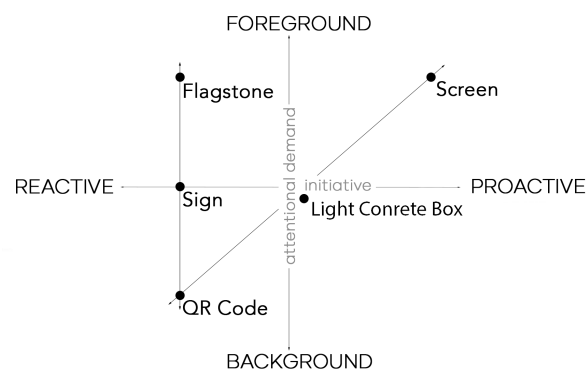 FOREGROUND
Flagstone
Screen
attentional demand
REACTIVE
initiative
PROACTIVE
Sign
Light Conrete Box
QR Code
BACKGROUND